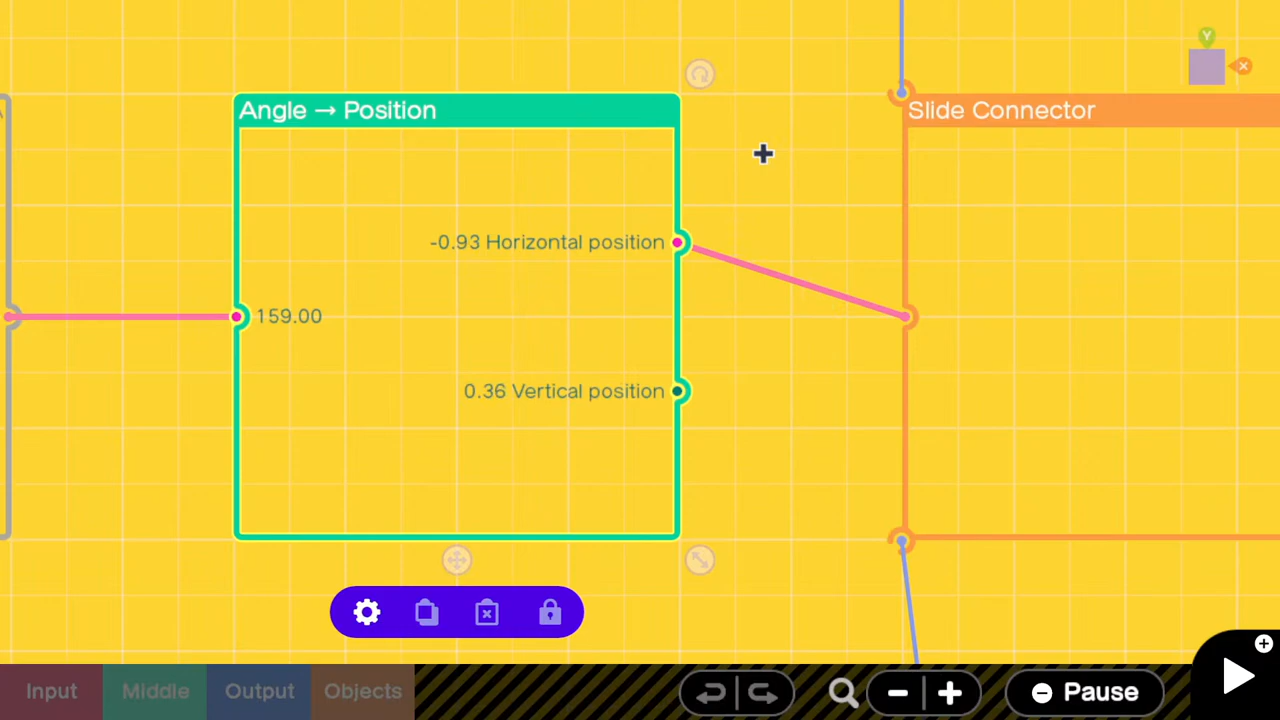 Y
X
Angle → Position
Slide Connector
-0.93 Horizontal position
159.00
0.36 Vertical position
Input
Middle
Output
Objects
Pause